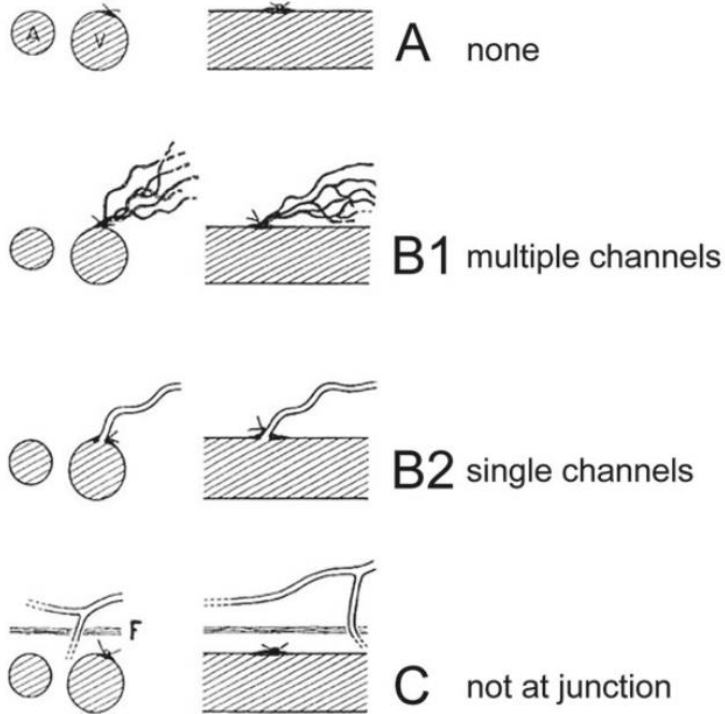 A V A none
B1 multiple channels
B2 single channels
F
C not at junction